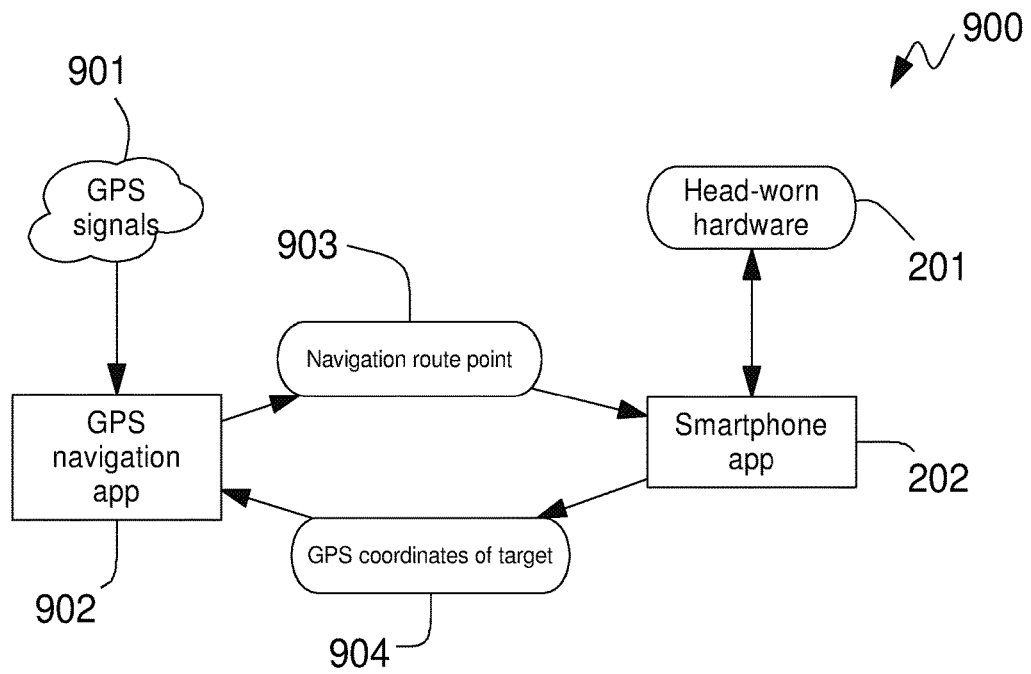 900
901
GPS
signals
Head-worn
hardware
201
903
Navigation route point
GPS
navigation
app
Smartphone
app
202
GPS coordinates of target
902
904